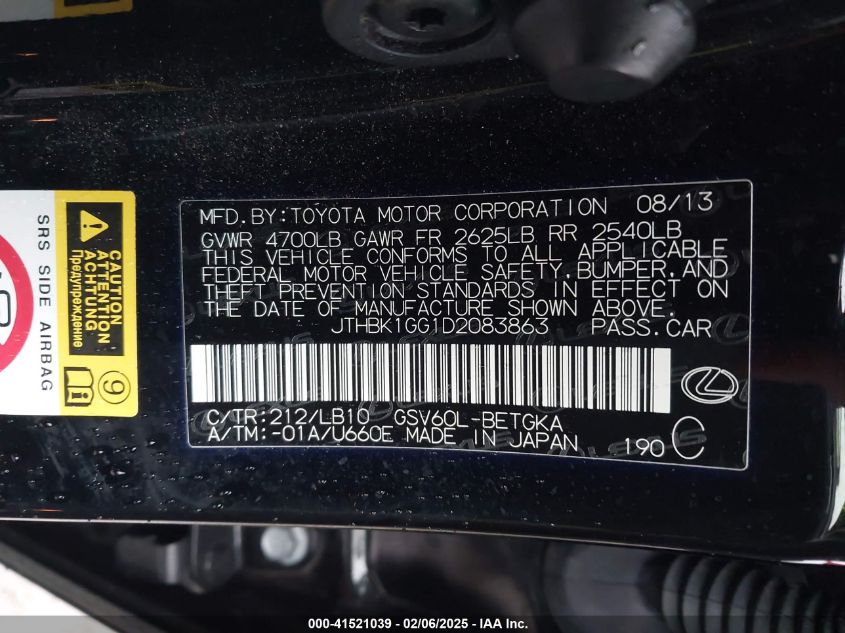 MFD.BY:TOYOTA MOTOR CORPORATION 08/13
GVWR 4700LB GAWR FR 2625LB RR 2540LB
THIS VEHICLE CONFORMS TO ALL APPLICABLE
FEDERAL MOTOR VEHICLE SAFETY,BUMPER,AND
THEFT PREVENTION STANDARDS IN EFFECT ON
THE DATE OF MANUFACTURE SHOWN ABOVE.
JTHBK1GG1D2083863 PASS.CAR
C/TR:212/LB10 GSV60L-BETGKA
A/TM:-01A/U660E MADE IN JAPAN 190 C
SRS SIDE AIRBAG
CAUTION
ATTENTION
ACHTUNG
Предупреждение
9
000-41521039 | 02/06/2025 - copart.com